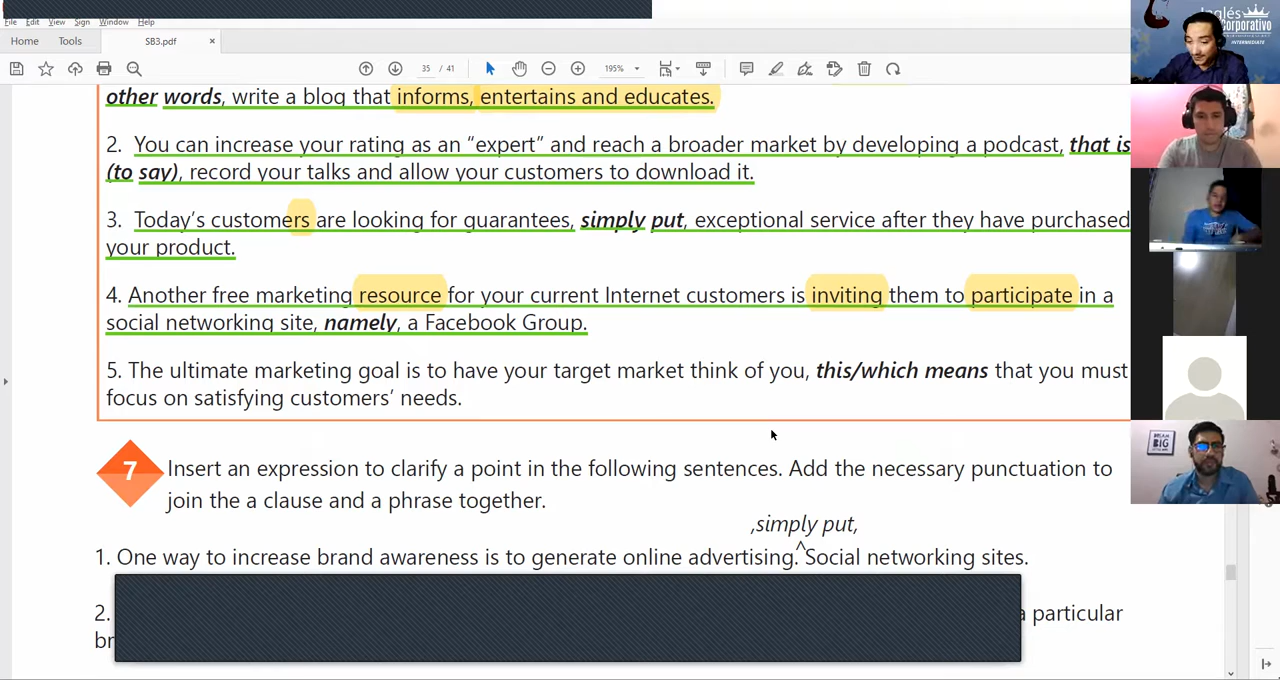 File Edit View Sign Window Help
Home Tools SB3.pdf ×
35 / 41 195%
other words, write a blog that informs, entertains and educates.
2. You can increase your rating as an “expert” and reach a broader market by developing a podcast, that is
(to say), record your talks and allow your customers to download it.
3. Today’s customers are looking for guarantees, simply put, exceptional service after they have purchased
your product.
4. Another free marketing resource for your current Internet customers is inviting them to participate in a
social networking site, namely, a Facebook Group.
5. The ultimate marketing goal is to have your target market think of you, this/which means that you must
focus on satisfying customers’ needs.
7 Insert an expression to clarify a point in the following sentences. Add the necessary punctuation to
join the a clause and a phrase together.
,simply put,
1. One way to increase brand awareness is to generate online advertising. ^Social networking sites.
2. a particular
br
Inglés
Corporativo
INTERMEDIATE
DREAM
BIG